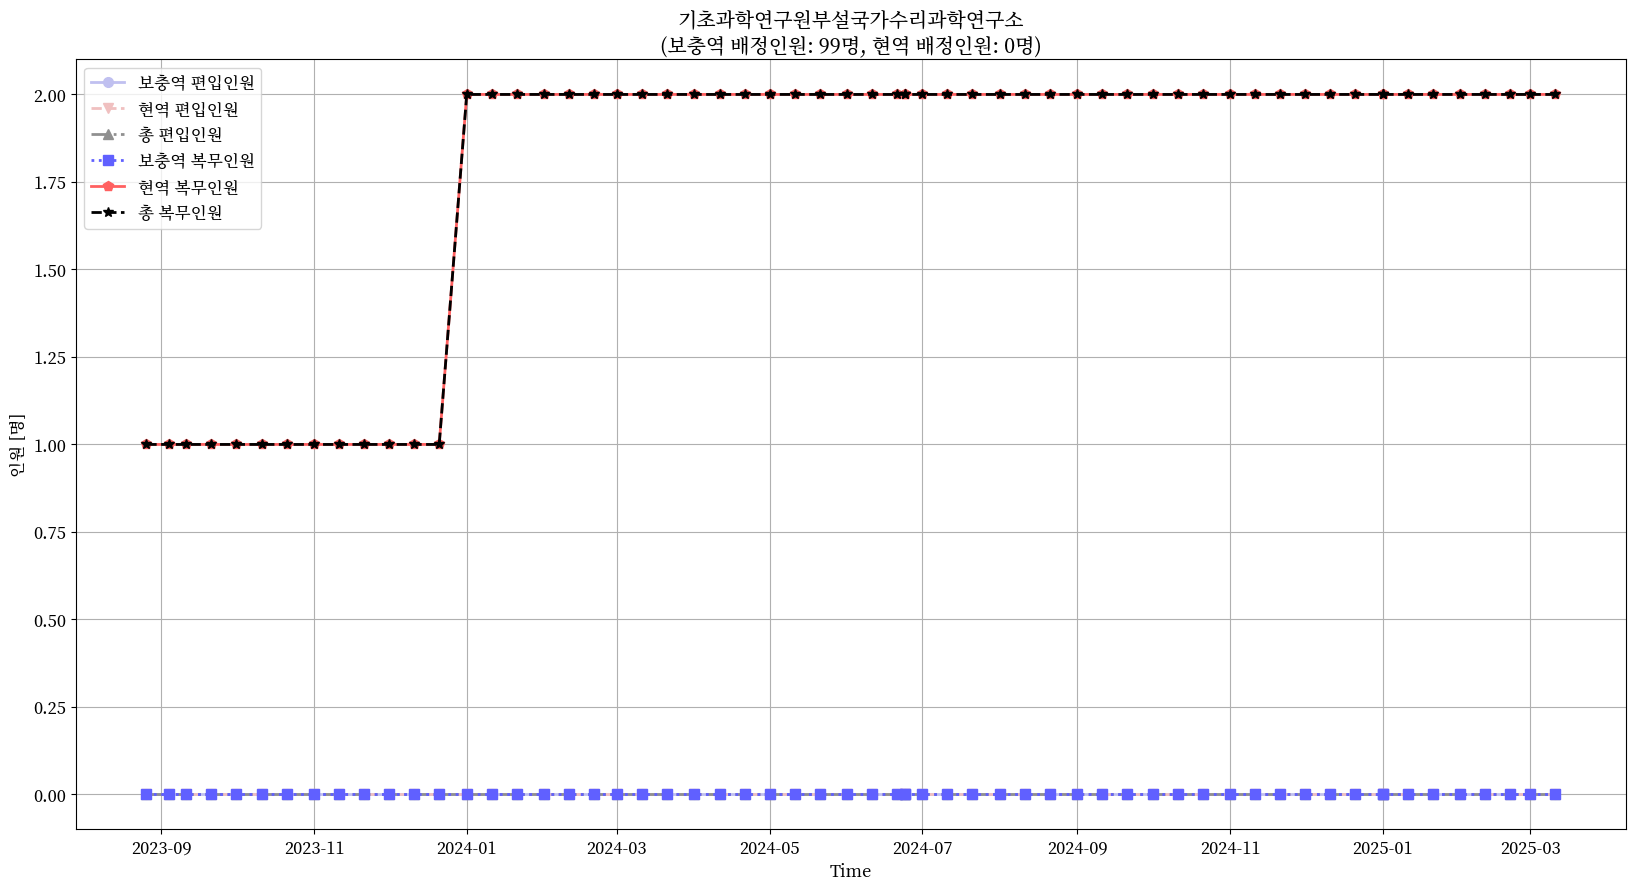 기초과학연구원부설국가수리과학연구소
(보충역 배정인원: 99명, 현역 배정인원: 0명)
보충역 편입인원
현역 편입인원
총 편입인원
보충역 복무인원
현역 복무인원
총 복무인원
2.00
1.75
1.50
1.25
1.00
0.75
0.50
0.25
0.00
인원 [명]
2023-09
2023-11
2024-01
2024-03
2024-05
2024-07
2024-09
2024-11
2025-01
2025-03
Time